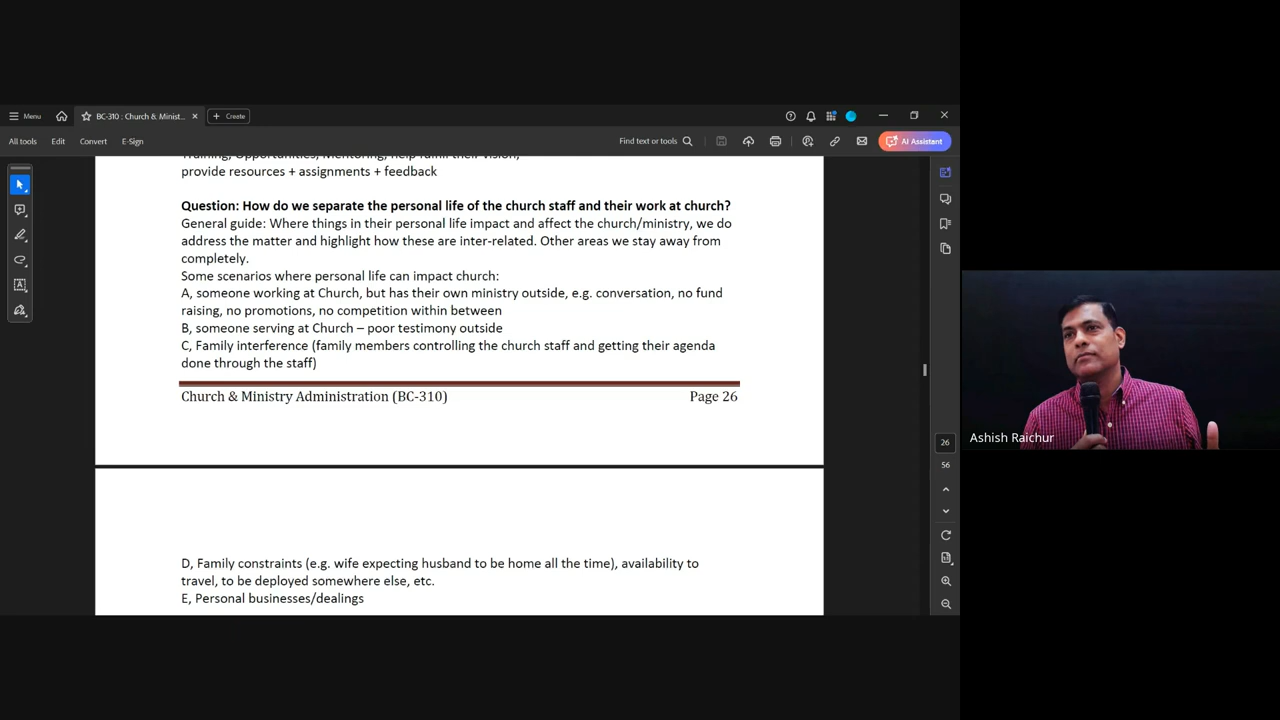 Menu
BC-310 : Church & Minist...
Create
All tools
Edit
Convert
E-Sign
Find text or tools
AI Assistant
Training, Opportunities, Mentoring, help fulfil their vision,
provide resources + assignments + feedback
Question: How do we separate the personal life of the church staff and their work at church?
General guide: Where things in their personal life impact and affect the church/ministry, we do
address the matter and highlight how these are inter-related. Other areas we stay away from
completely.
Some scenarios where personal life can impact church:
A, someone working at Church, but has their own ministry outside, e.g. conversation, no fund
raising, no promotions, no competition within between
B, someone serving at Church – poor testimony outside
C, Family interference (family members controlling the church staff and getting their agenda
done through the staff)
Church & Ministry Administration (BC-310)
Page 26
D, Family constraints (e.g. wife expecting husband to be home all the time), availability to
travel, to be deployed somewhere else, etc.
E, Personal businesses/dealings
26
56
Ashish Raichur